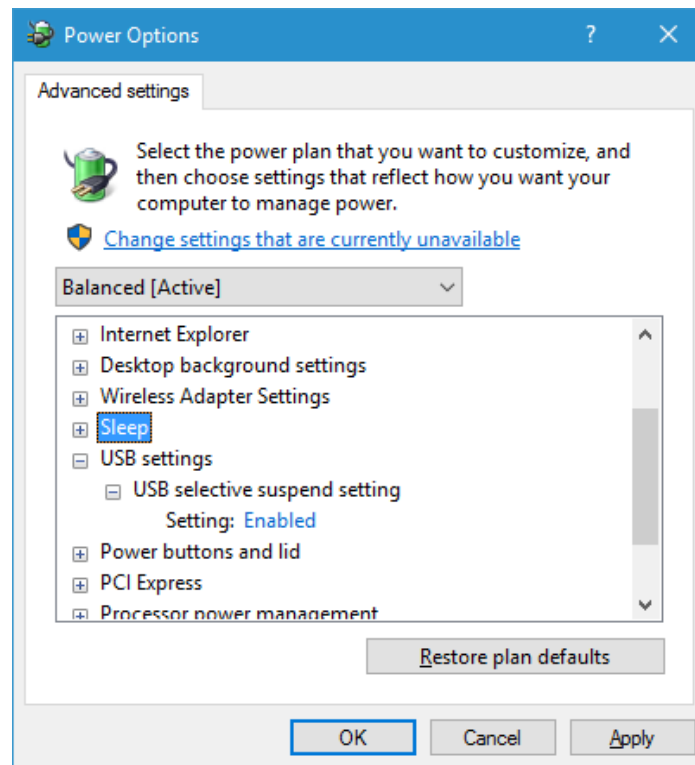 Power Options
?
Advanced settings
Select the power plan that you want to customize, and
then choose settings that reflect how you want your
computer to manage power.
Change settings that are currently unavailable
Balanced [Active]
Internet Explorer
Desktop background settings
Wireless Adapter Settings
Sleep
USB settings
USB selective suspend setting
Setting: Enabled
Power buttons and lid
PCI Express
Processor power management
Restore plan defaults
OK Cancel Apply